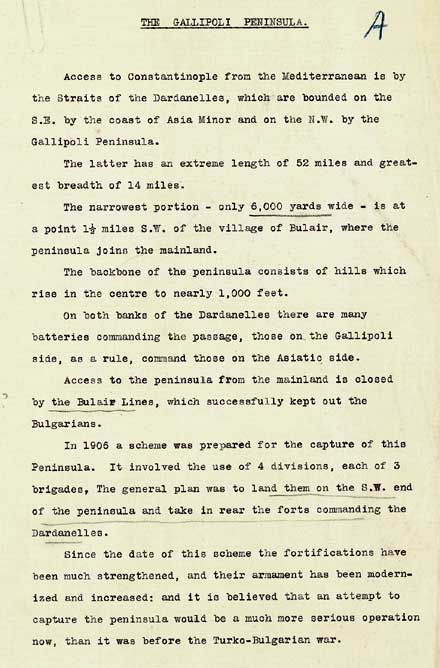 THE GALLIPOLI PENINSULA.
A
Access to Constantinople from the Mediterranean is by
the Straits of the Dardanelles, which are bounded on the
S.E. by the coast of Asia Minor and on the N.W. by the
Gallipoli Peninsula.
The latter has an extreme length of 52 miles and great-
est breadth of 14 miles.
The narrowest portion - only 6,000 yards wide - is at
a point 1½ miles S.W. of the village of Bulair, where the
peninsula joins the mainland.
The backbone of the peninsula consists of hills which
rise in the centre to nearly 1,000 feet.
On both banks of the Dardanelles there are many
batteries commanding the passage, those on the Gallipoli
side, as a rule, command those on the Asiatic side.
Access to the peninsula from the mainland is closed
by the Bulair Lines, which successfully kept out the
?
Bulgarians.
In 1906 a scheme was prepared for the capture of this
Peninsula. It involved the use of 4 divisions, each of 3
brigades, The general plan was to land them on the S.W. end
of the peninsula and take in rear the forts commanding the
Dardanelles.
Since the date of this scheme the fortifications have
been much strengthened, and their armament has been modern-
ized and increased: and it is believed that an attempt to
capture the peninsula would be a much more serious operation
now, than it was before the Turko-Bulgarian war.